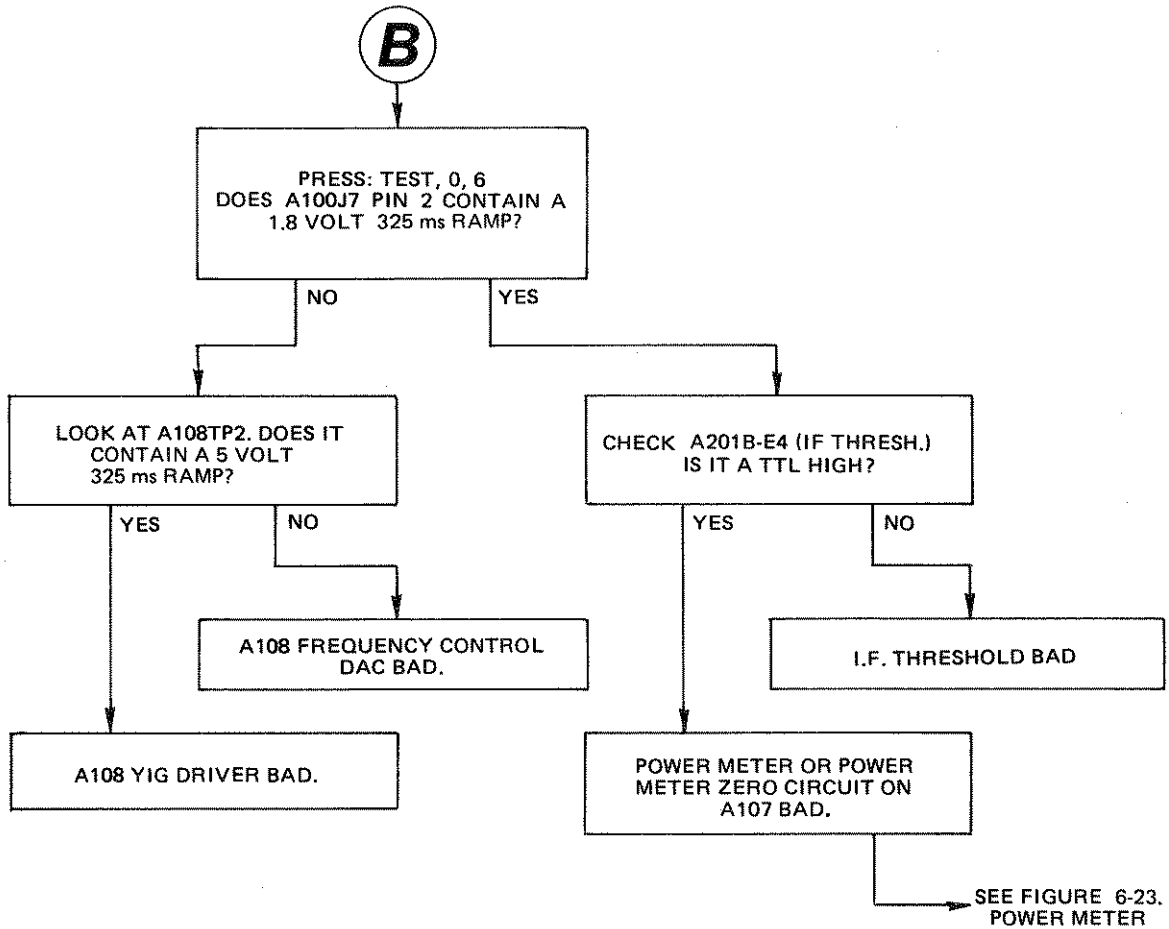 B
PRESS: TEST, 0, 6
DOES A100J7 PIN 2 CONTAIN A
1.8 VOLT 325 ms RAMP?
NO
YES
LOOK AT A108TP2. DOES IT
CONTAIN A 5 VOLT
325 ms RAMP?
CHECK A201B-E4 (IF THRESH.)
IS IT A TTL HIGH?
YES
NO
YES
NO
A108 FREQUENCY CONTROL
DAC BAD.
I.F. THRESHOLD BAD
A108 YIG DRIVER BAD.
POWER METER OR POWER
METER ZERO CIRCUIT ON
A107 BAD.
SEE FIGURE 6-23.
POWER METER